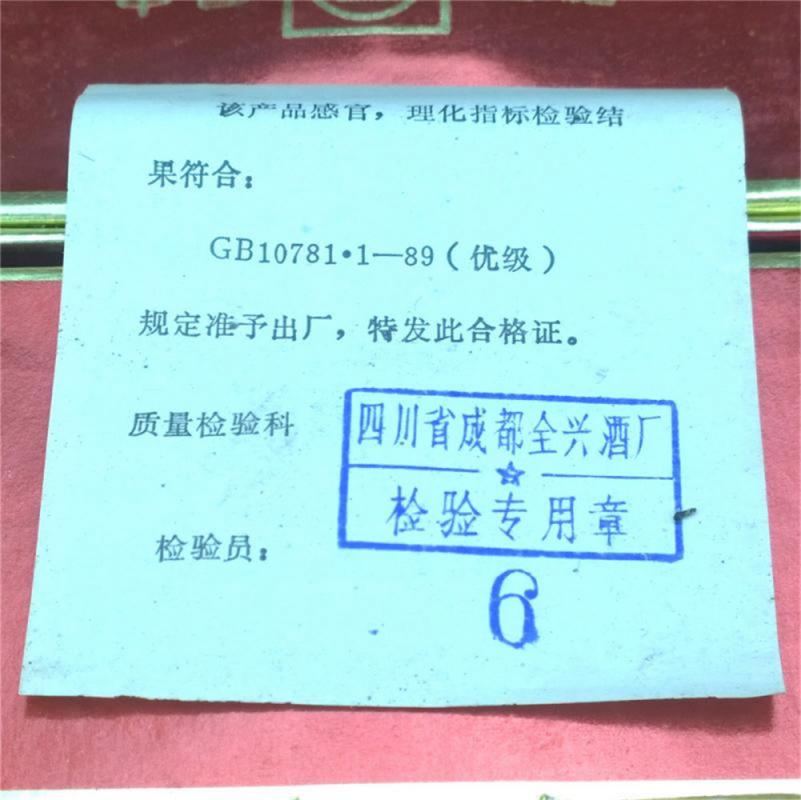 该产品感官，理化指标检验结
果符合：
GB10781·1—89（优级）
规定准予出厂，特发此合格证。
质量检验科
四川省成都全兴酒厂
检验专用章
检验员：
6